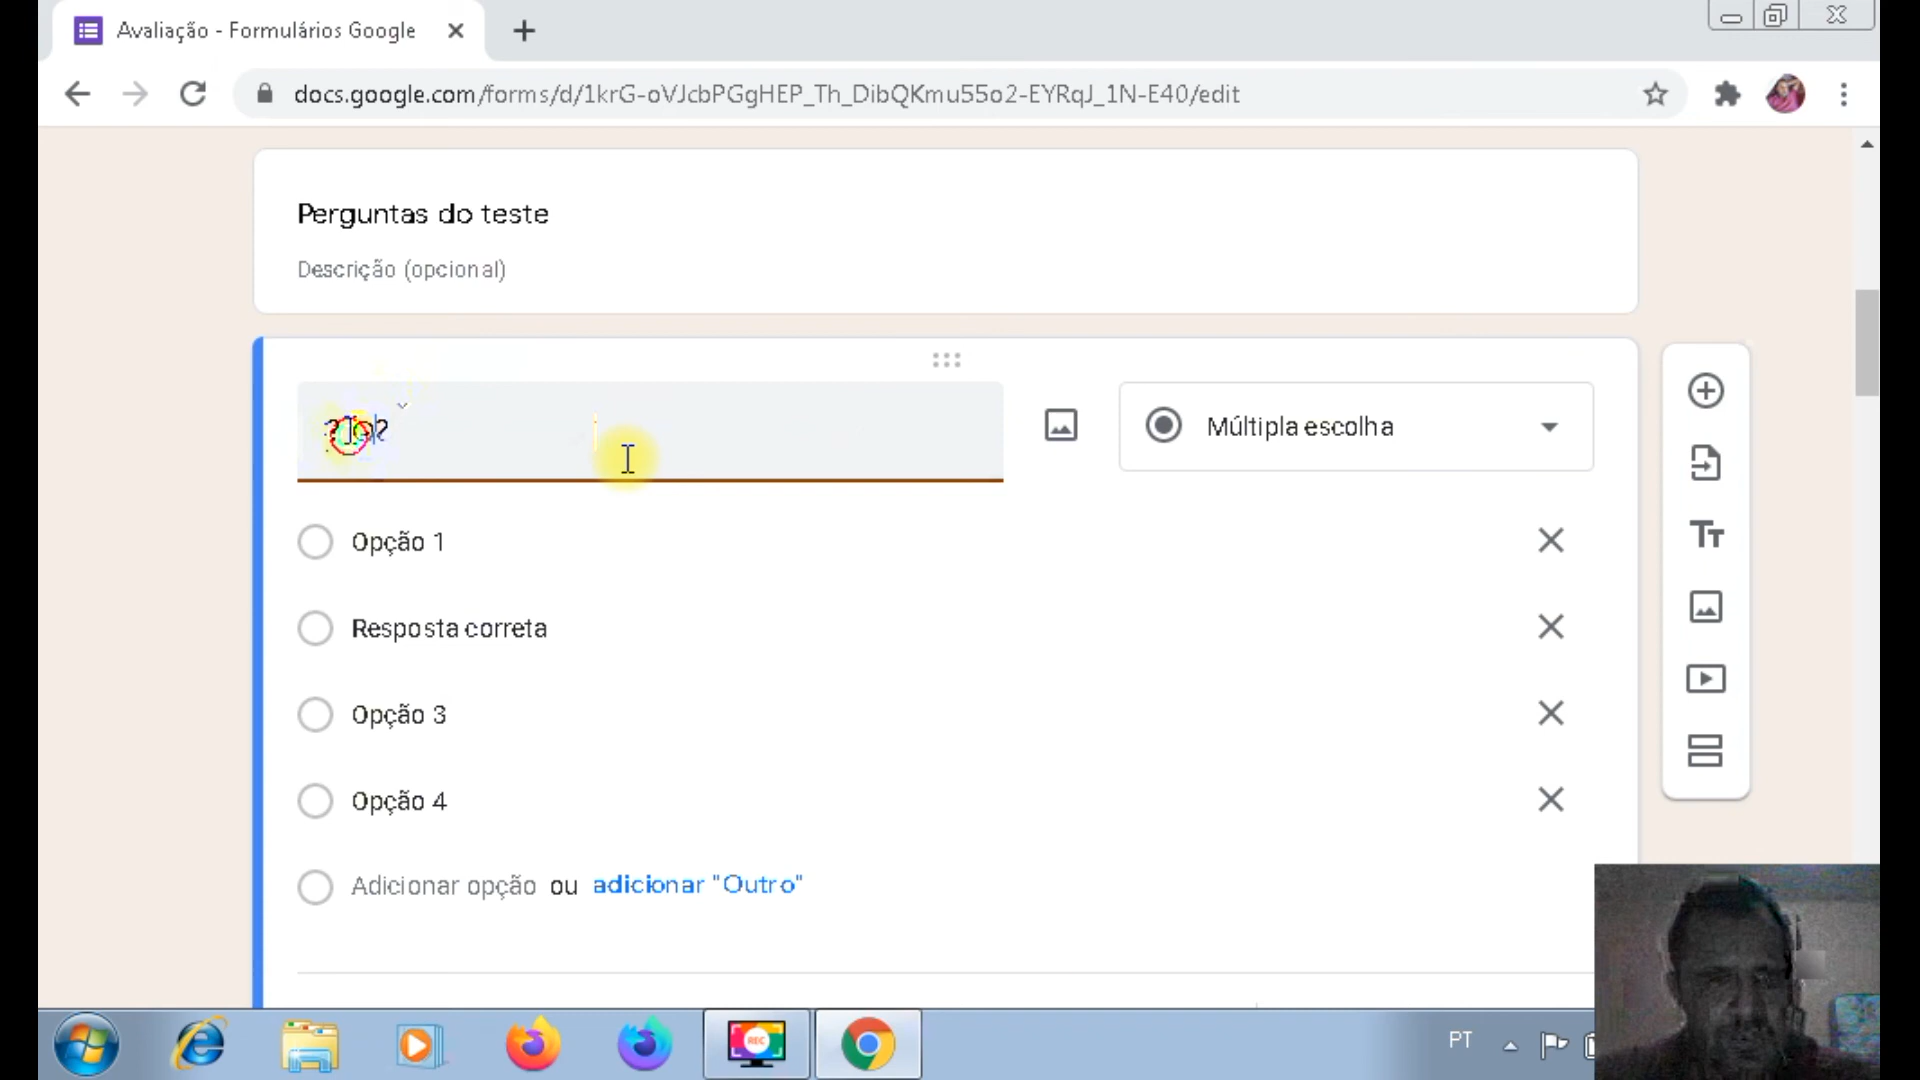 Avaliação - Formulários Google
docs.google.com/forms/d/1krG-oVJcbPGgHEP_Th_DibQKmu55o2-EYRqJ_1N-E40/edit
Perguntas do teste
Descrição (opcional)
Múltipla escolha
Opção 1
Resposta correta
Opção 3
Opção 4
Adicionar opção ou adicionar "Outro"
REC
PT